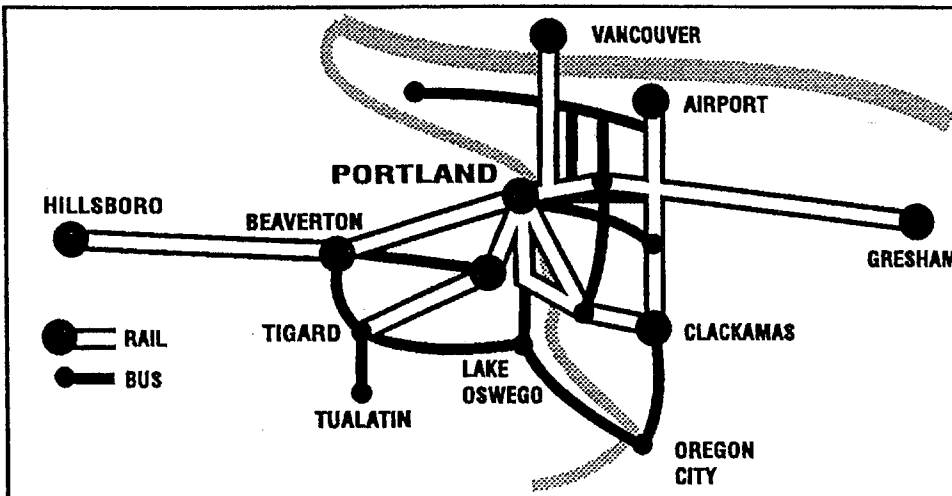 VANCOUVER
AIRPORT
PORTLAND
HILLSBORO
BEAVERTON
GRESHAM
RAIL
TIGARD
CLACKAMAS
BUS
LAKE
OSWEGO
TUALATIN
OREGON
CITY